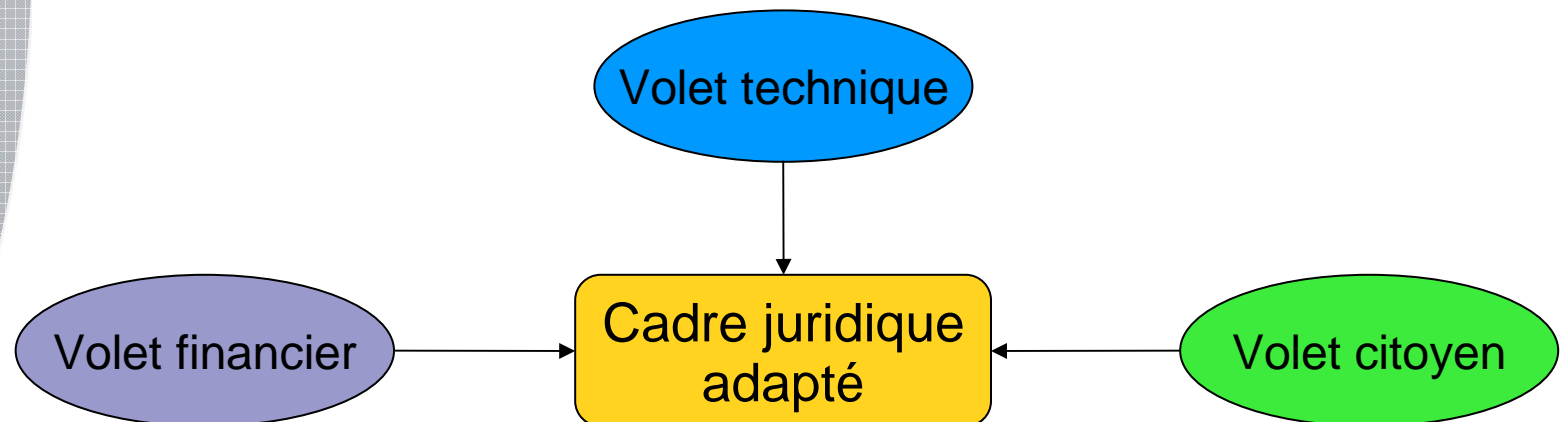 Volet technique
Volet financier
Cadre juridique
adapté
Volet citoyen